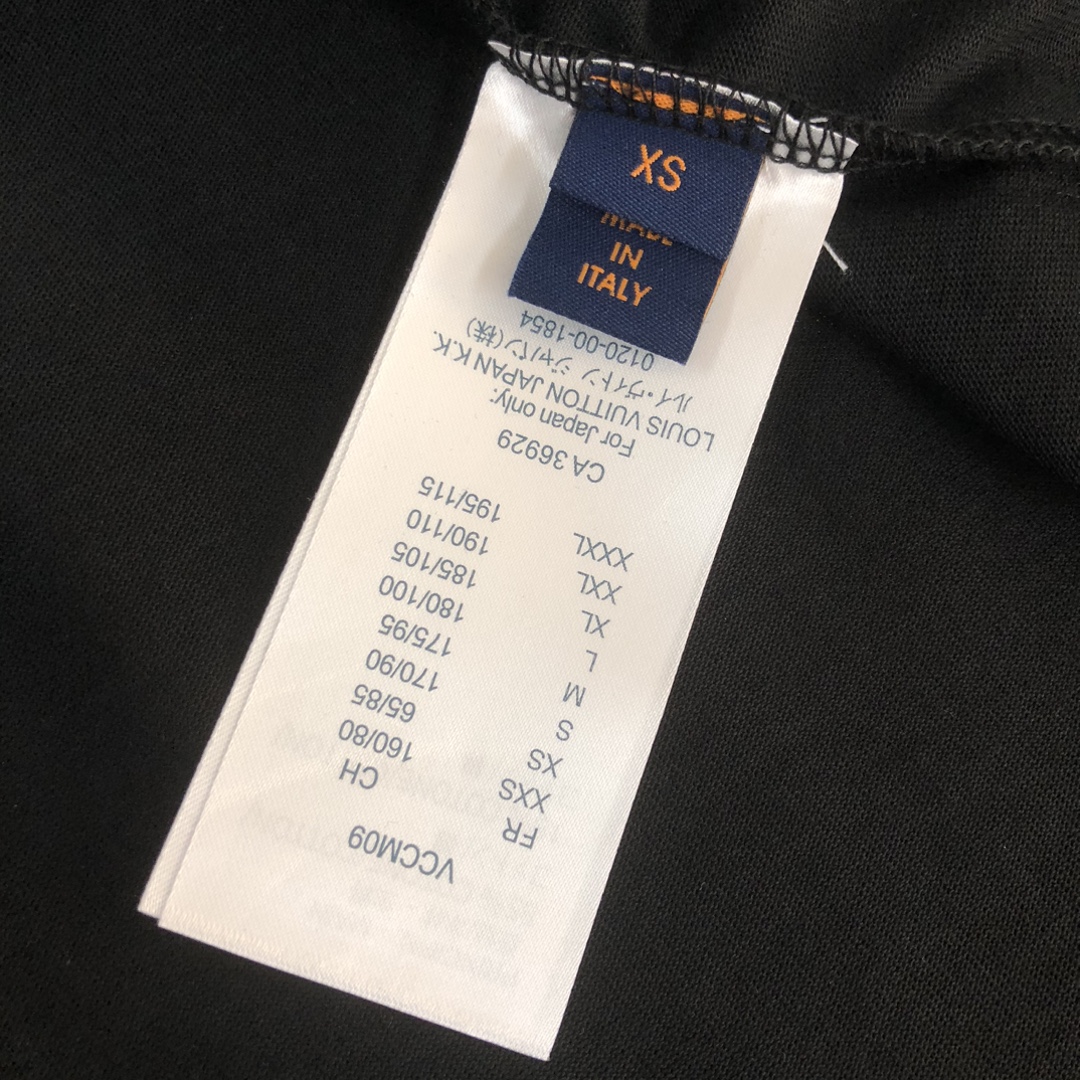 XS
MADE
IN
ITALY
VCCM09
FR CH
XXS 160/80
XS 65/85
S 170/90
M 175/95
L 180/100
XL 185/105
XXL 190/110
XXXL 195/115
CA 36929
For Japan only:
LOUIS VUITTON JAPAN K.K.
ルイ・ヴィトン ジャパン(株)
0120-00-1854